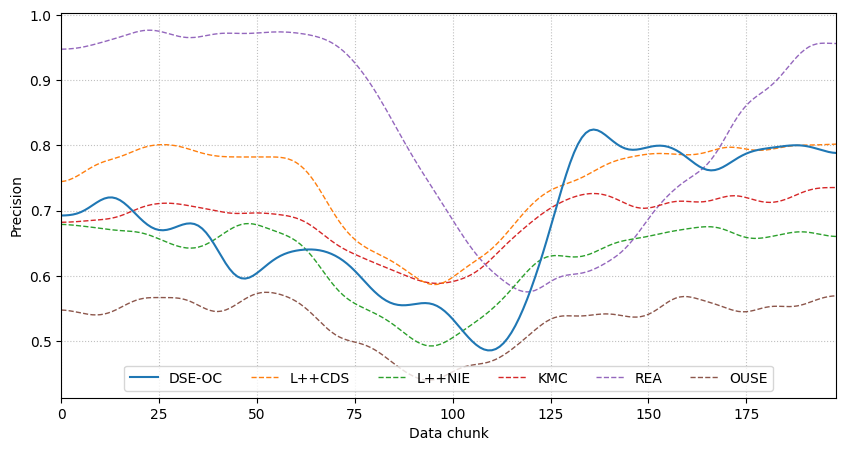 1.0
0.9
0.8
0.7
0.6
0.5
Precision
0 25 50 75 100 125 150 175
Data chunk
DSE-OC L++CDS L++NIE KMC REA OUSE